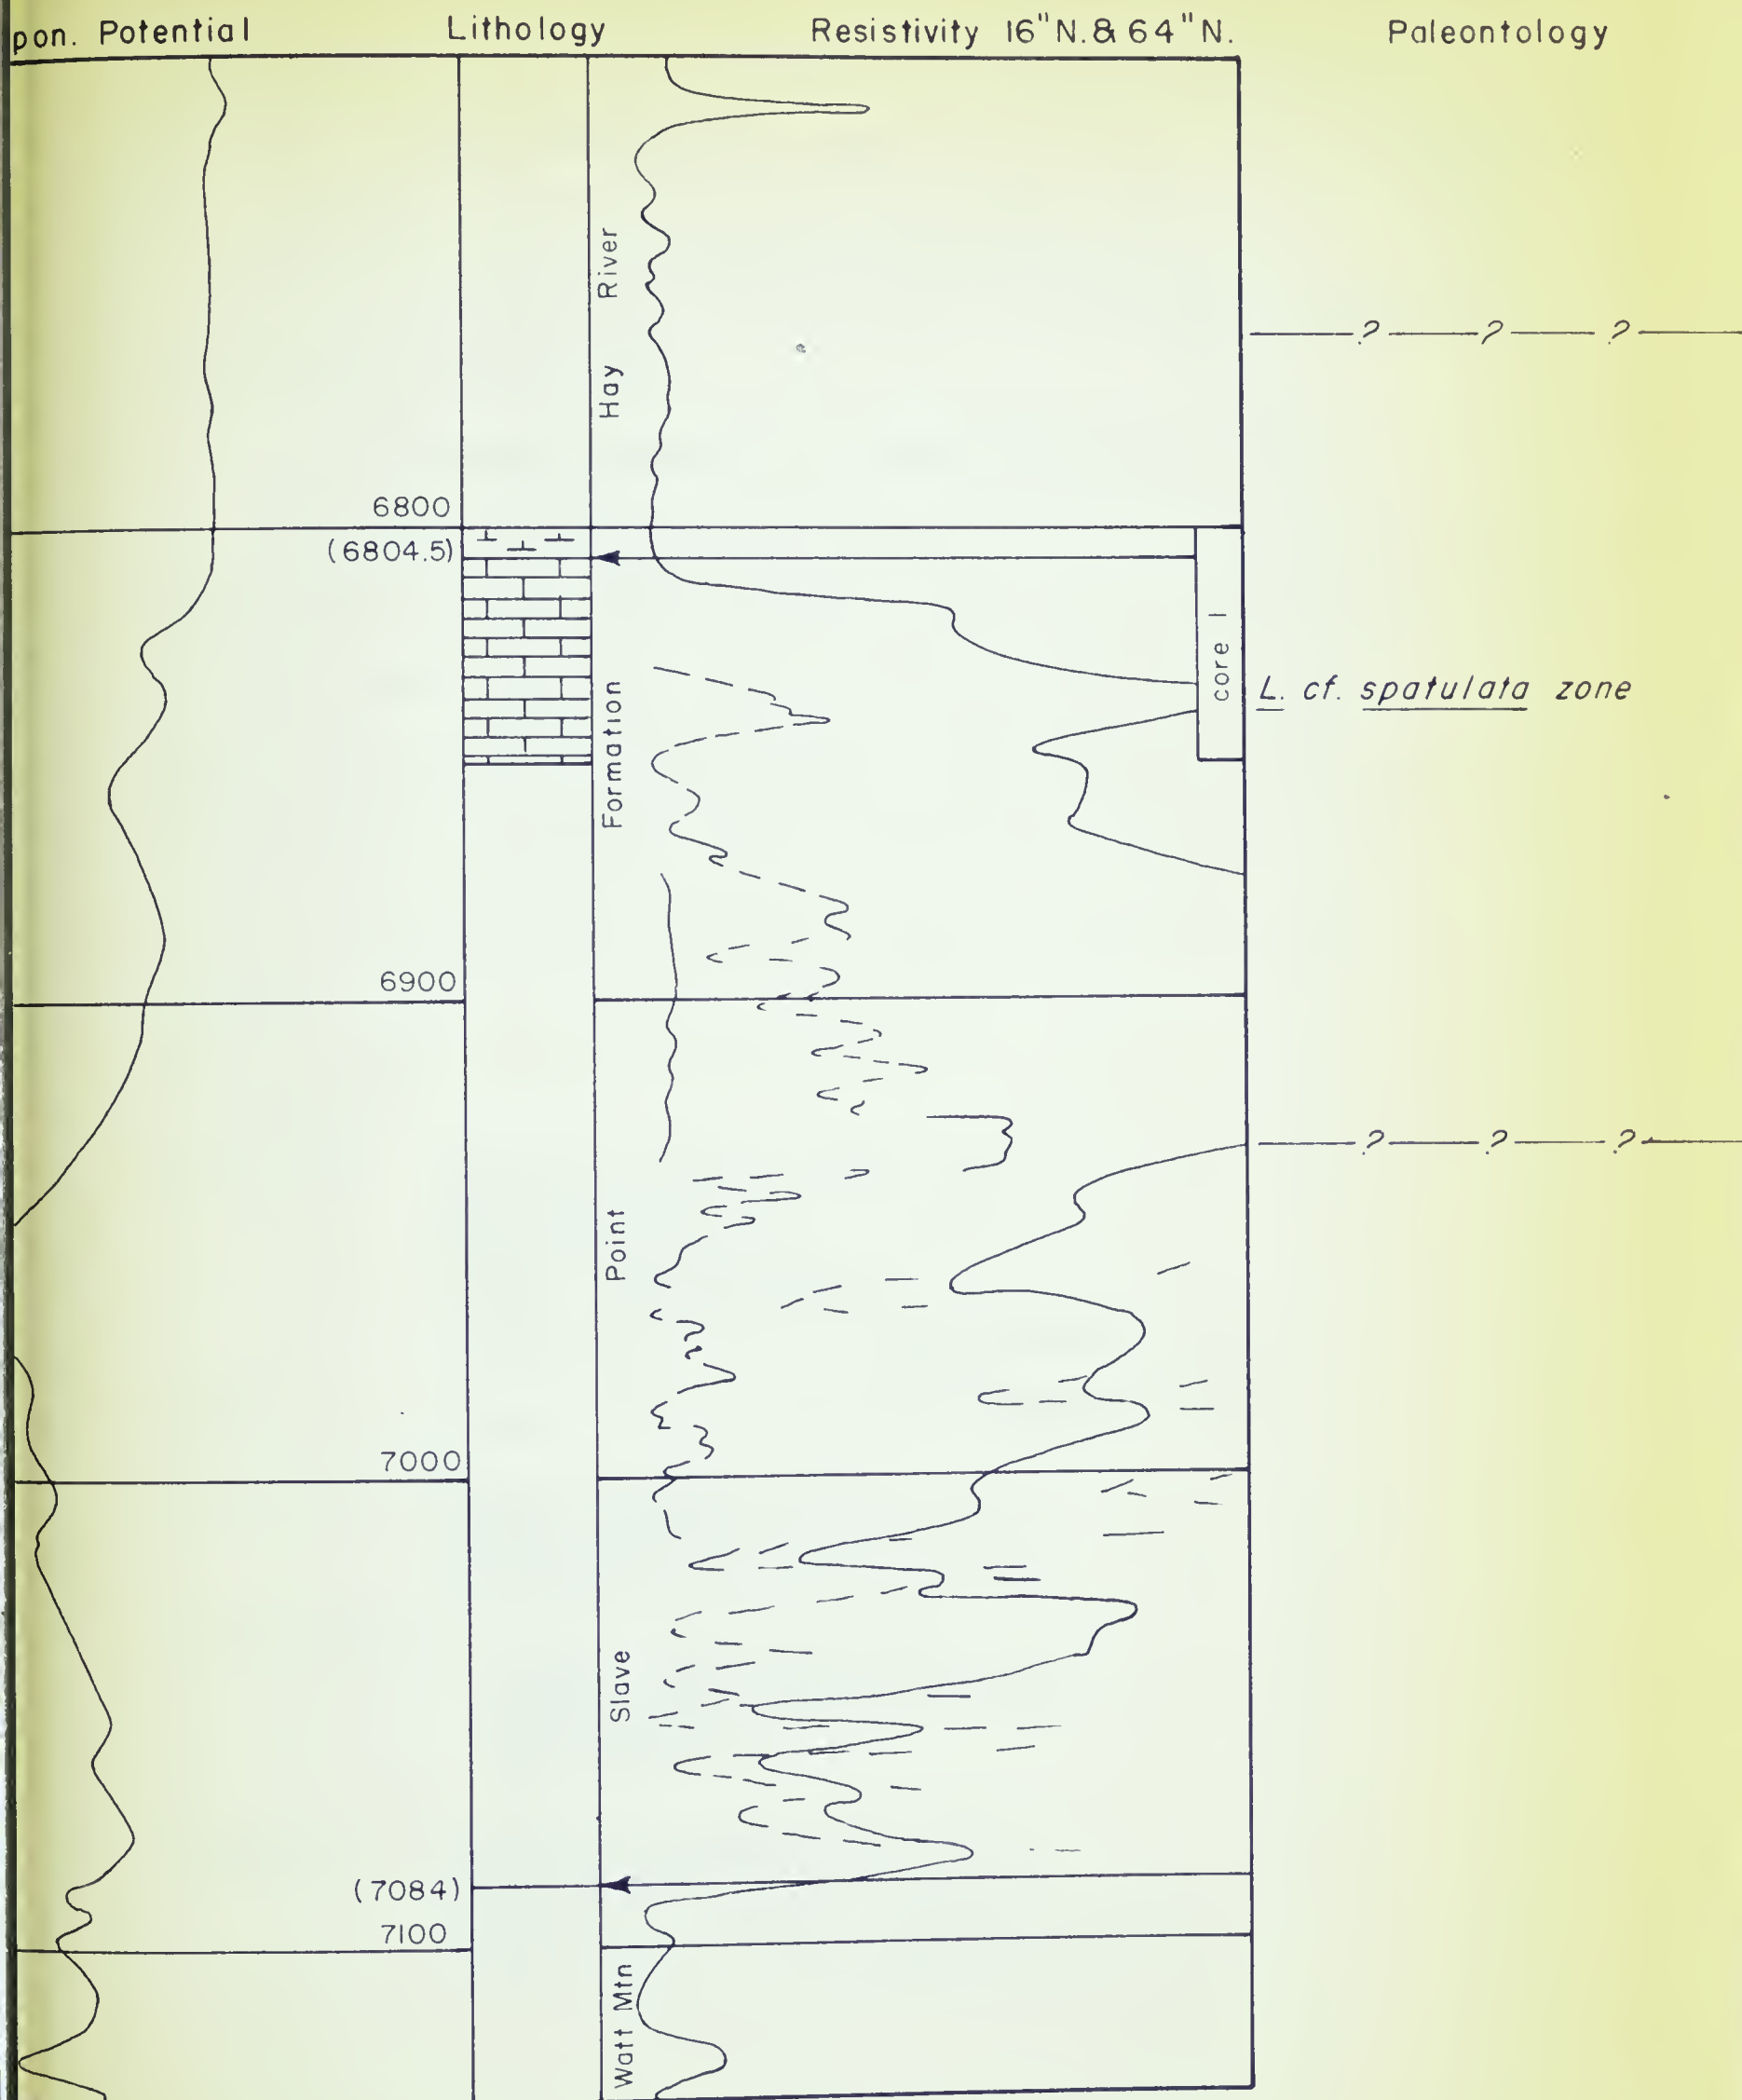 pon. Potential Lithology Resistivity 16"N. & 64"N. Paleontology
Hay River
? ? ?
6800
(6804.5)
core 1
L. cf. spatulata zone
Slave Point Formation
6900
? ? ?
7000
(7084)
7100
Watt Mtn